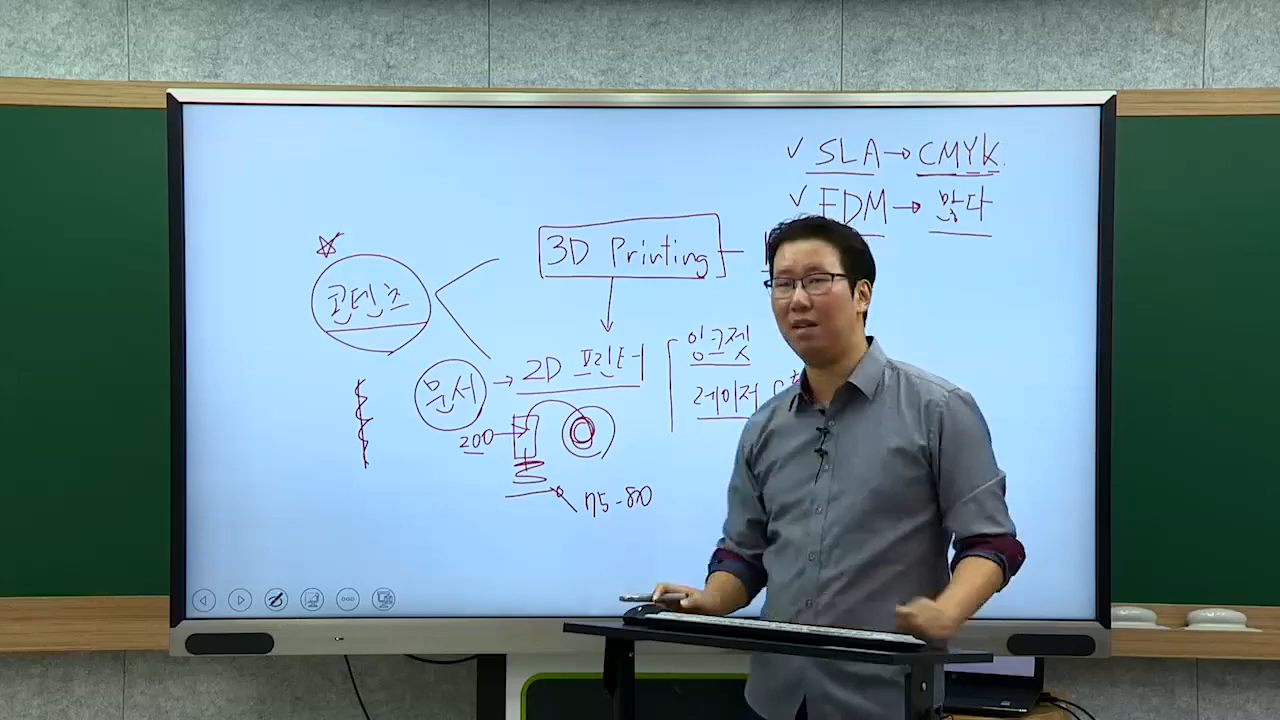 SLA → CMYK
FDM → 많다
3D Printing
콘텐츠
문서 → 2D 프린터
잉크젯
레이저
200
75-80